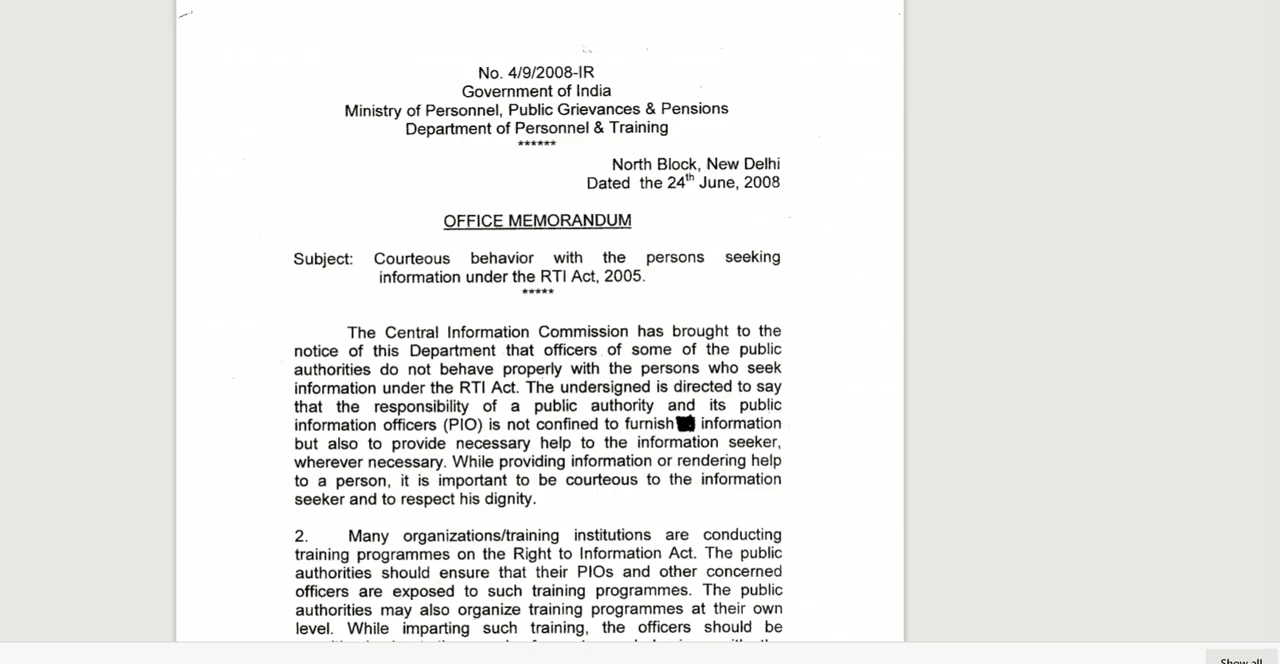 No. 4/9/2008-IR
Government of India
Ministry of Personnel, Public Grievances & Pensions
Department of Personnel & Training
******
North Block, New Delhi
Dated the 24th June, 2008
OFFICE MEMORANDUM
Subject: Courteous behavior with the persons seeking
information under the RTI Act, 2005.
*****
The Central Information Commission has brought to the
notice of this Department that officers of some of the public
authorities do not behave properly with the persons who seek
information under the RTI Act. The undersigned is directed to say
that the responsibility of a public authority and its public
information officers (PIO) is not confined to furnish information
but also to provide necessary help to the information seeker,
wherever necessary. While providing information or rendering help
to a person, it is important to be courteous to the information
seeker and to respect his dignity.
2. Many organizations/training institutions are conducting
training programmes on the Right to Information Act. The public
authorities should ensure that their PIOs and other concerned
officers are exposed to such training programmes. The public
authorities may also organize training programmes at their own
level. While imparting such training, the officers should be
Show all